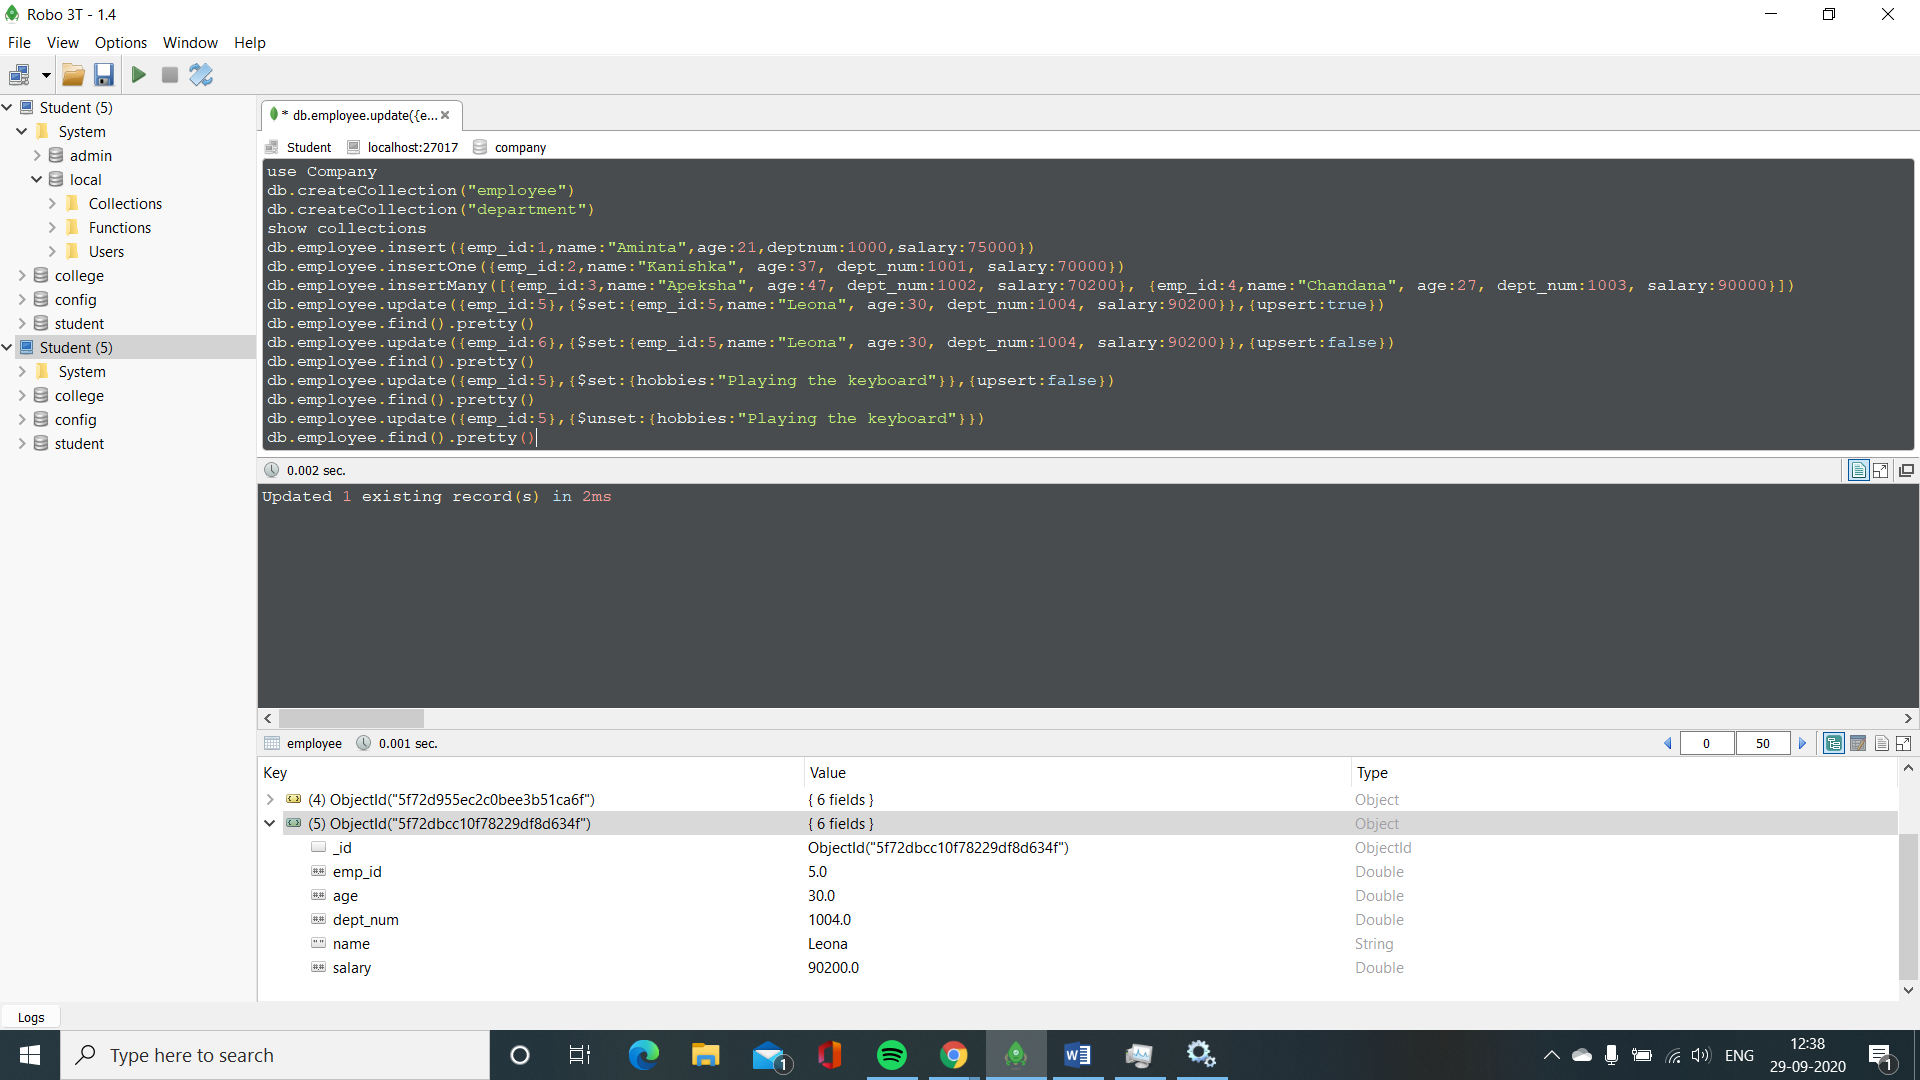 Robo 3T - 1.4
File View Options Window Help
Student (5)
System
admin
local
Collections
Functions
Users
college
config
student
Student (5)
System
college
config
student
* db.employee.update({e...
Student localhost:27017 company
use Company
db.createCollection("employee")
db.createCollection("department")
show collections
db.employee.insert({emp_id:1,name:"Aminta",age:21,deptnum:1000,salary:75000})
db.employee.insertOne({emp_id:2,name:"Kanishka", age:37, dept_num:1001, salary:70000})
db.employee.insertMany([{emp_id:3,name:"Apeksha", age:47, dept_num:1002, salary:70200}, {emp_id:4,name:"Chandana", age:27, dept_num:1003, salary:90000}])
db.employee.update({emp_id:5},{$set:{emp_id:5,name:"Leona", age:30, dept_num:1004, salary:90200}},{upsert:true})
db.employee.find().pretty()
db.employee.update({emp_id:6},{$set:{emp_id:5,name:"Leona", age:30, dept_num:1004, salary:90200}},{upsert:false})
db.employee.find().pretty()
db.employee.update({emp_id:5},{$set:{hobbies:"Playing the keyboard"}},{upsert:false})
db.employee.find().pretty()
db.employee.update({emp_id:5},{$unset:{hobbies:"Playing the keyboard"}})
db.employee.find().pretty()
0.002 sec.
Updated 1 existing record(s) in 2ms
employee 0.001 sec. 0 50
Key Value Type
(4) ObjectId("5f72d955ec2c0bee3b51ca6f") { 6 fields } Object
(5) ObjectId("5f72dbcc10f78229df8d634f") { 6 fields } Object
_id ObjectId("5f72dbcc10f78229df8d634f") ObjectId
emp_id 5.0 Double
age 30.0 Double
dept_num 1004.0 Double
name Leona String
salary 90200.0 Double
Logs
Type here to search
1
ENG
12:38
29-09-2020
1